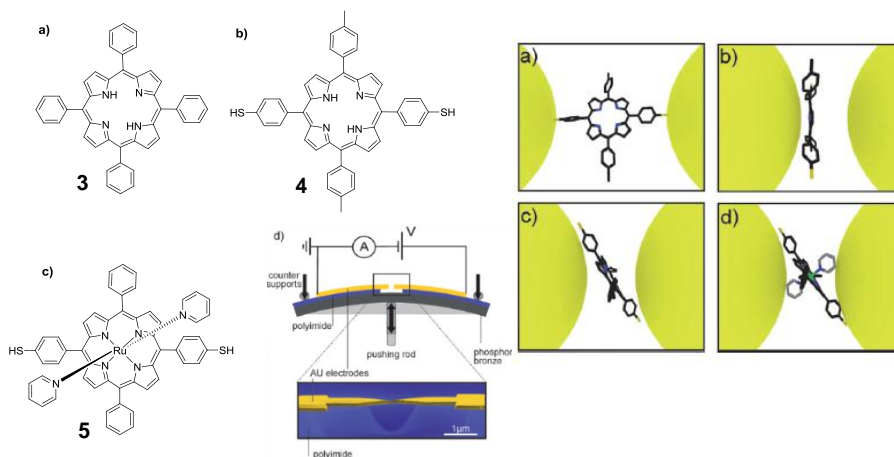 a)
NH
N
N
HN
3
b)
HS
NH
N
N
HN
SH
4
c)
HS
N
N
N
N
N
Ru
N
SH
5
d)
A
V
counter
supports
polyimide
pushing rod
phosphor
bronze
AU electrodes
1µm
polyimide
a)
b)
c)
d)